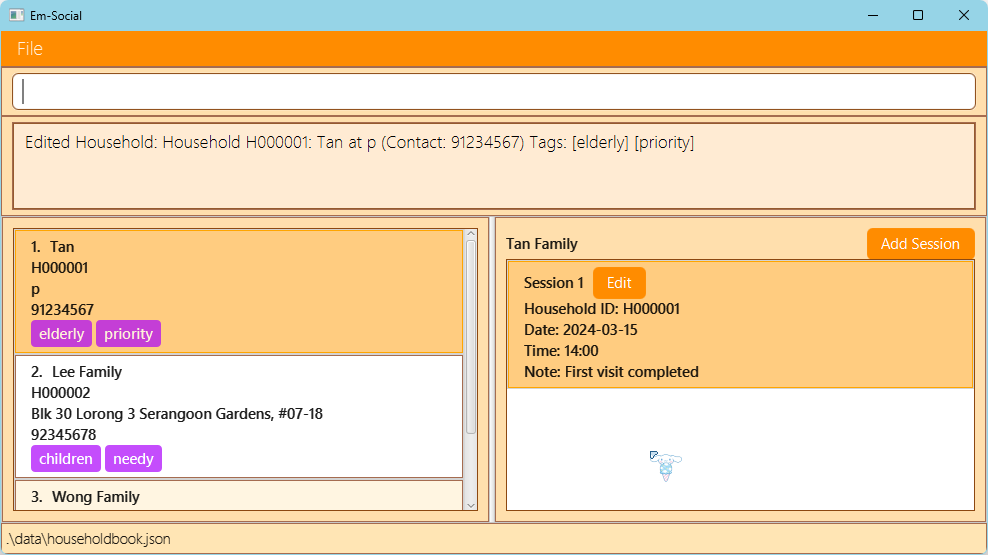 Em-Social
File
Edited Household: Household H000001: Tan at p (Contact: 91234567) Tags: [elderly] [priority]
1. Tan
H000001
p
91234567
elderly priority
2. Lee Family
H000002
Blk 30 Lorong 3 Serangoon Gardens, #07-18
92345678
children needy
3. Wong Family
Tan Family
Add Session
Session 1 Edit
Household ID: H000001
Date: 2024-03-15
Time: 14:00
Note: First visit completed
.\data\householdbook.json